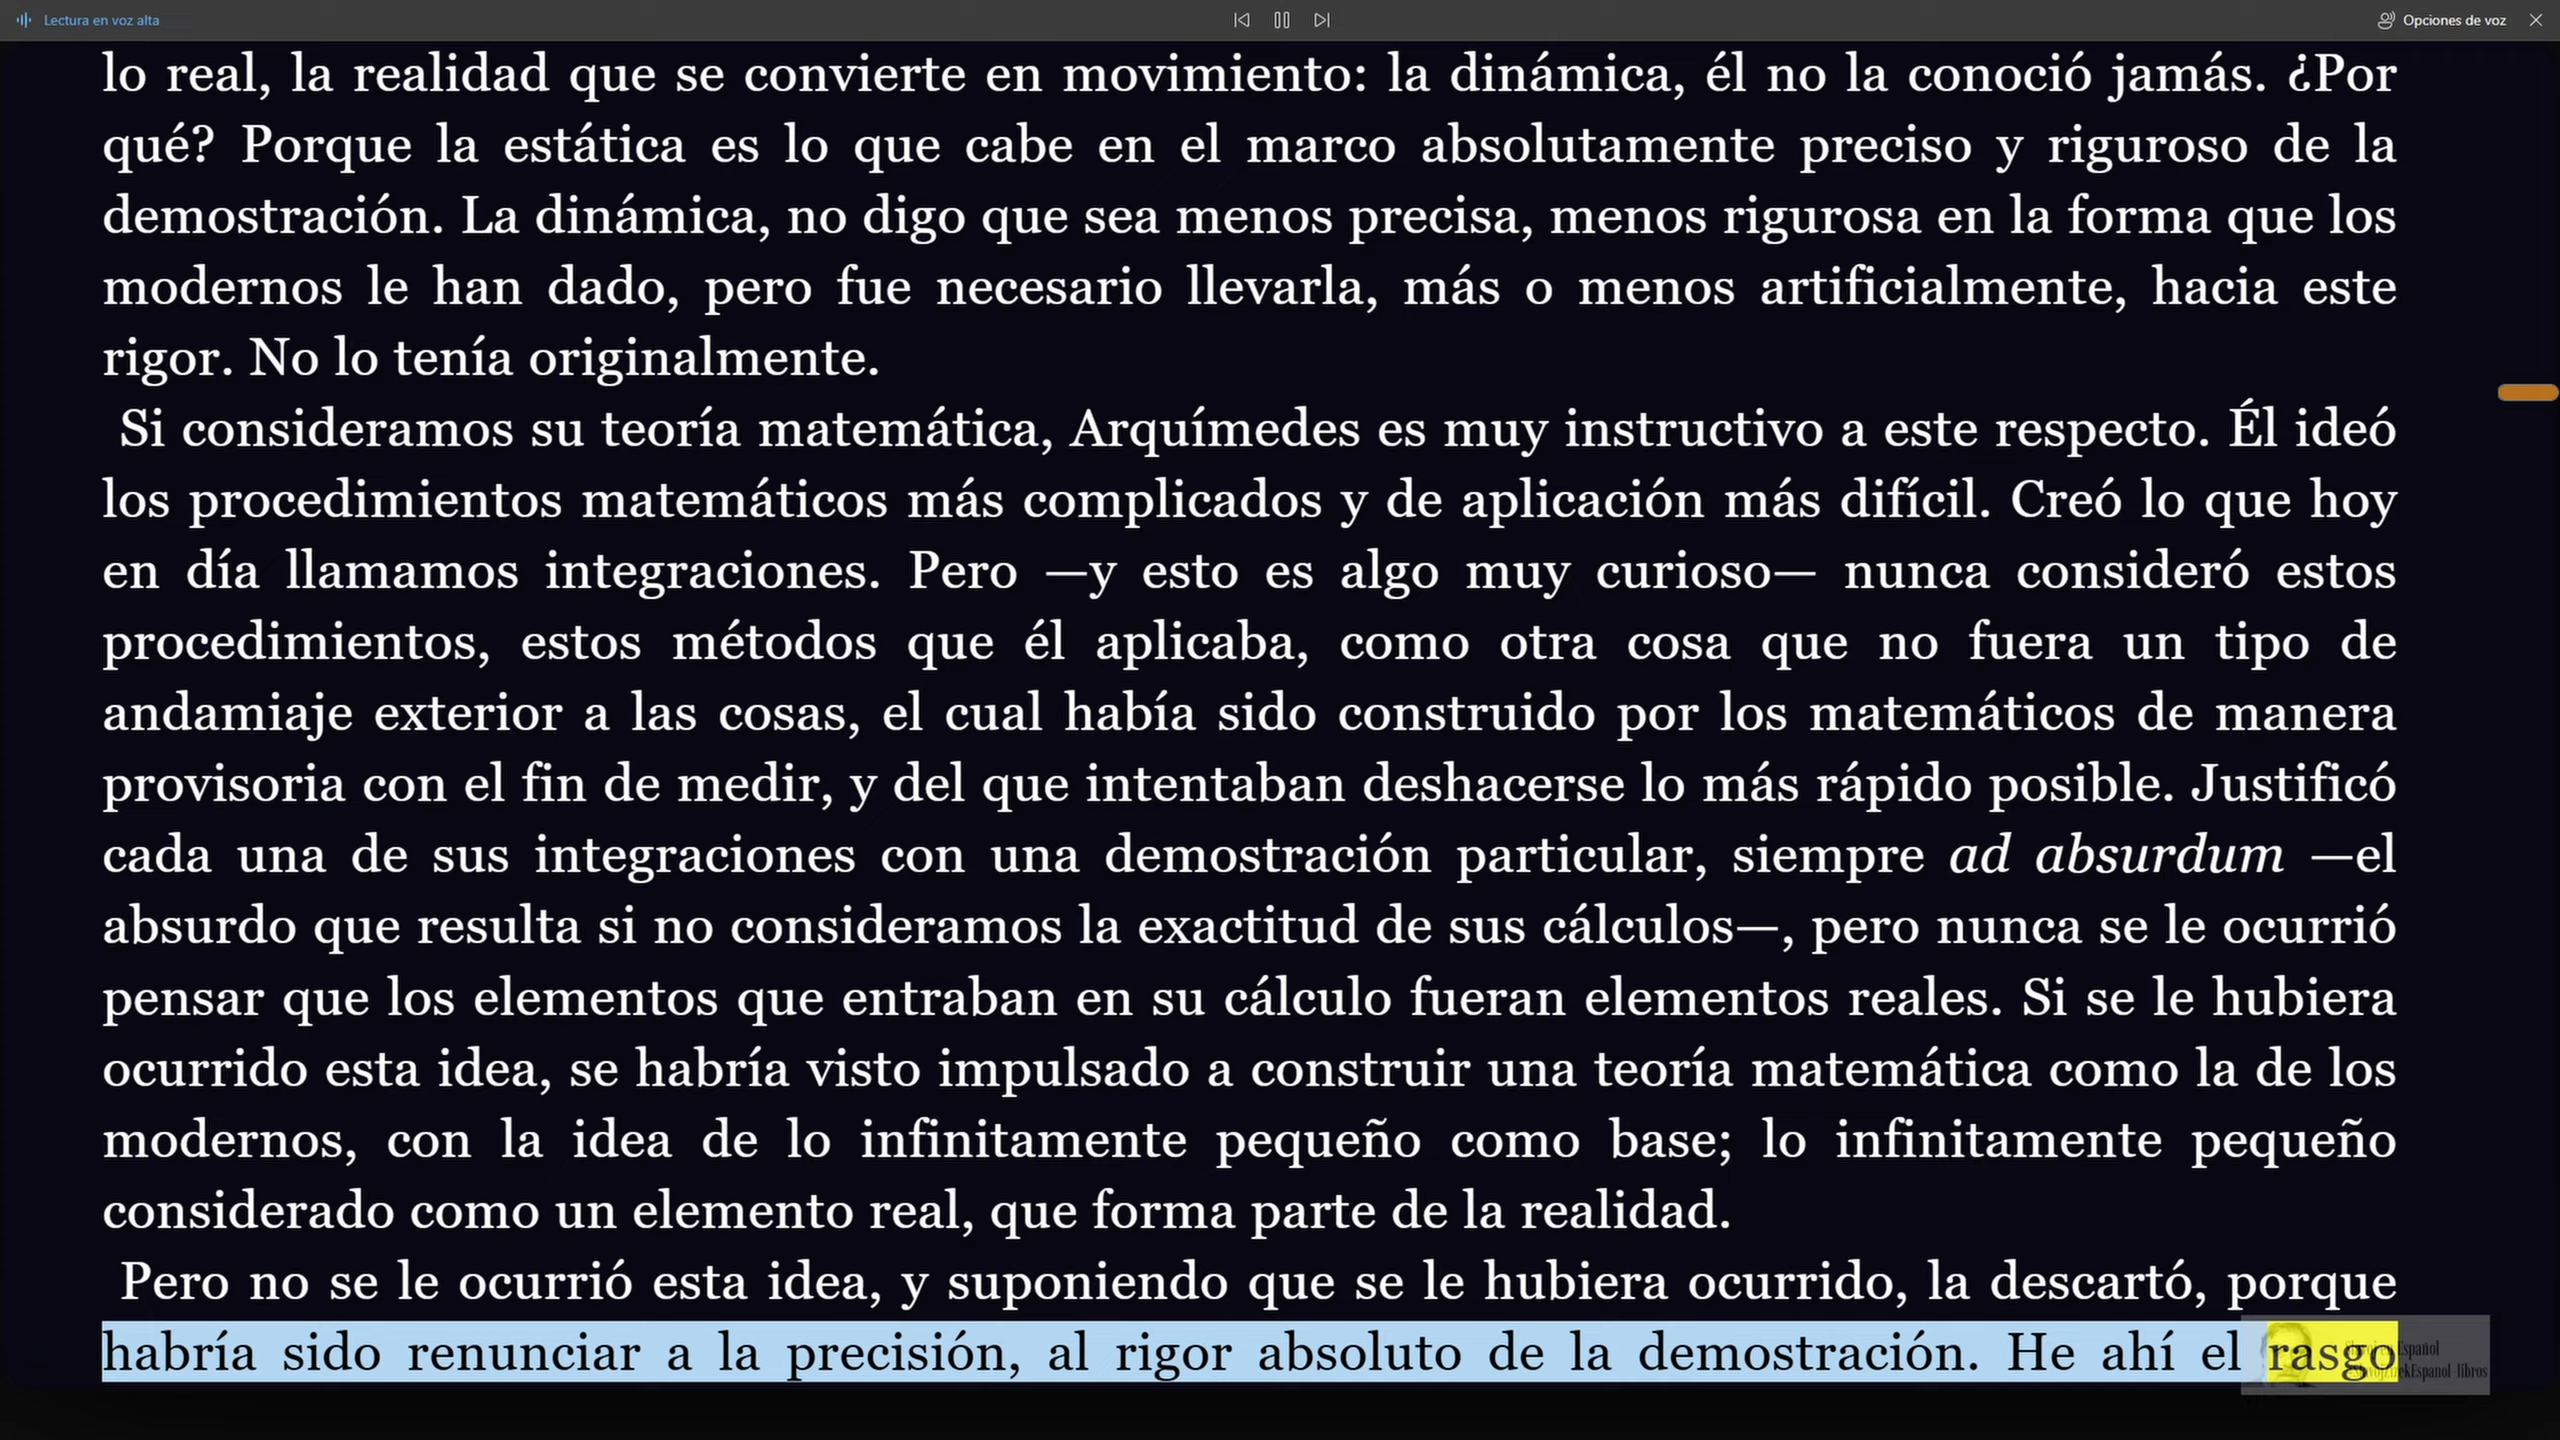 Lectura en voz alta
Opciones de voz
lo real, la realidad que se convierte en movimiento: la dinámica, él no la conoció jamás. ¿Por
qué? Porque la estática es lo que cabe en el marco absolutamente preciso y riguroso de la
demostración. La dinámica, no digo que sea menos precisa, menos rigurosa en la forma que los
modernos le han dado, pero fue necesario llevarla, más o menos artificialmente, hacia este
rigor. No lo tenía originalmente.
Si consideramos su teoría matemática, Arquímedes es muy instructivo a este respecto. Él ideó
los procedimientos matemáticos más complicados y de aplicación más difícil. Creó lo que hoy
en día llamamos integraciones. Pero —y esto es algo muy curioso— nunca consideró estos
procedimientos, estos métodos que él aplicaba, como otra cosa que no fuera un tipo de
andamiaje exterior a las cosas, el cual había sido construido por los matemáticos de manera
provisoria con el fin de medir, y del que intentaban deshacerse lo más rápido posible. Justificó
cada una de sus integraciones con una demostración particular, siempre ad absurdum —el
absurdo que resulta si no consideramos la exactitud de sus cálculos—, pero nunca se le ocurrió
pensar que los elementos que entraban en su cálculo fueran elementos reales. Si se le hubiera
ocurrido esta idea, se habría visto impulsado a construir una teoría matemática como la de los
modernos, con la idea de lo infinitamente pequeño como base; lo infinitamente pequeño
considerado como un elemento real, que forma parte de la realidad.
Pero no se le ocurrió esta idea, y suponiendo que se le hubiera ocurrido, la descartó, porque
habría sido renunciar a la precisión, al rigor absoluto de la demostración. He ahí el rasgo
Español
Espanol libros